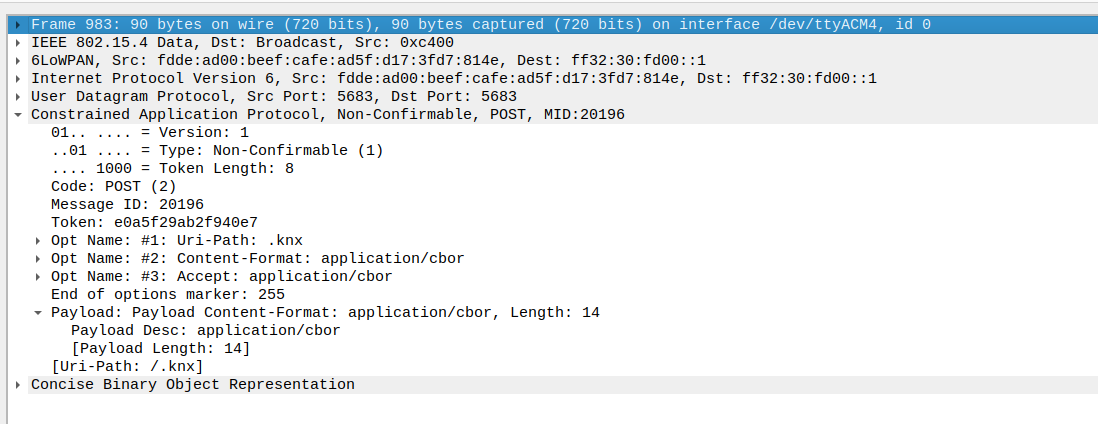 Frame 983: 90 bytes on wire (720 bits), 90 bytes captured (720 bits) on interface /dev/ttyACM4, id 0
IEEE 802.15.4 Data, Dst: Broadcast, Src: 0xc400
6LoWPAN, Src: fdde:ad00:beef:cafe:ad5f:d17:3fd7:814e, Dest: ff32:30:fd00::1
Internet Protocol Version 6, Src: fdde:ad00:beef:cafe:ad5f:d17:3fd7:814e, Dst: ff32:30:fd00::1
User Datagram Protocol, Src Port: 5683, Dst Port: 5683
Constrained Application Protocol, Non-Confirmable, POST, MID:20196
01.. .... = Version: 1
..01 .... = Type: Non-Confirmable (1)
.... 1000 = Token Length: 8
Code: POST (2)
Message ID: 20196
Token: e0a5f29ab2f940e7
Opt Name: #1: Uri-Path: .knx
Opt Name: #2: Content-Format: application/cbor
Opt Name: #3: Accept: application/cbor
End of options marker: 255
Payload: Payload Content-Format: application/cbor, Length: 14
Payload Desc: application/cbor
[Payload Length: 14]
[Uri-Path: /.knx]
Concise Binary Object Representation